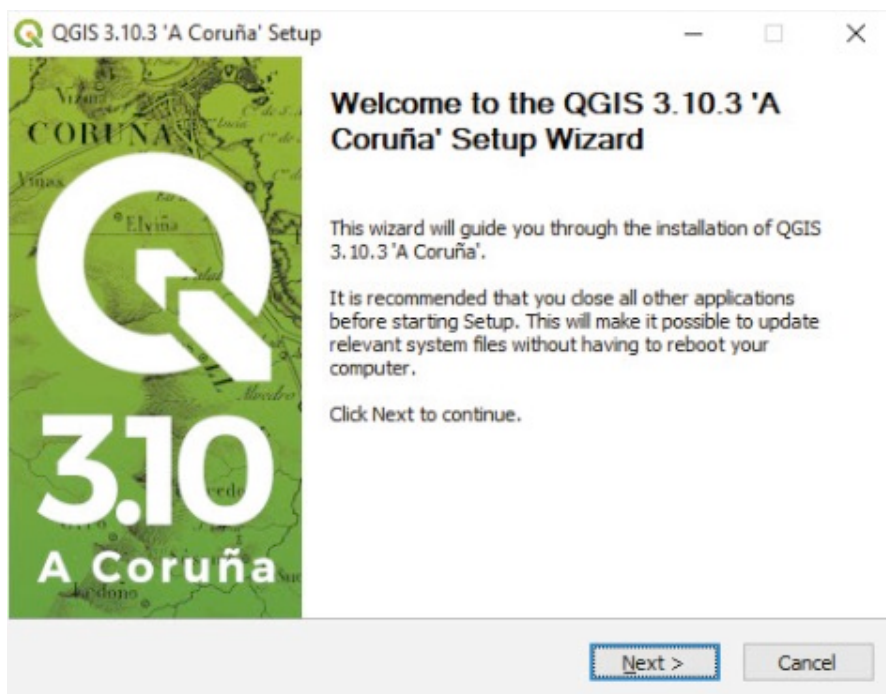 QGIS 3.10.3 'A Coruña' Setup
Welcome to the QGIS 3.10.3 'A
Coruña' Setup Wizard
This wizard will guide you through the installation of QGIS
3.10.3 'A Coruña'.
It is recommended that you close all other applications
before starting Setup. This will make it possible to update
relevant system files without having to reboot your
computer.
Click Next to continue.
CORUNA
Viñas
Elviña
3.10
A Coruña
Next >
Cancel